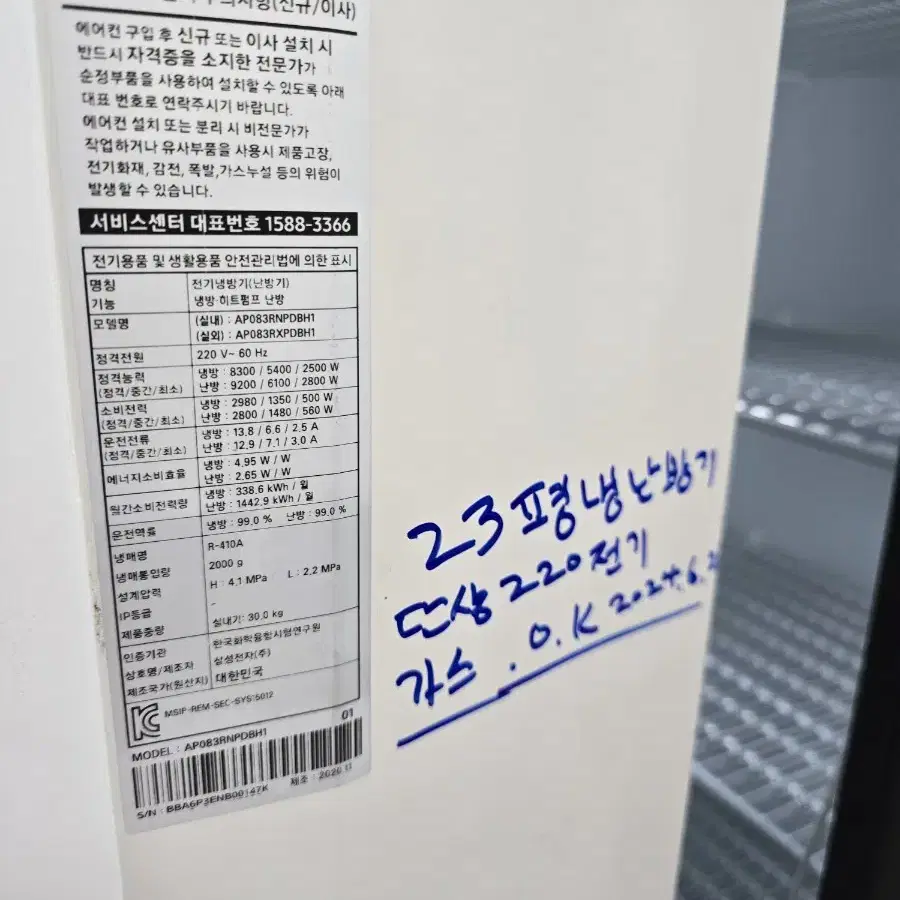 (신규/이사)
에어컨 구입 후 신규 또는 이사 설치 시
반드시 자격증을 소지한 전문가가
순정부품을 사용하여 설치할 수 있도록 아래
대표 번호로 연락주시기 바랍니다.
에어컨 설치 또는 분리 시 비전문가가
작업하거나 유사부품을 사용시 제품고장,
전기화재, 감전, 폭발,가스누설 등의 위험이
발생할 수 있습니다.
서비스센터 대표번호 1588-3366
전기용품 및 생활용품 안전관리법에 의한 표시
명칭 전기냉방기(난방기)
기능 냉방·히트펌프 난방
모델명 (실내) : AP083RNPDBH1
(실외) : AP083RXPDBH1
정격전원 220 V~ 60 Hz
정격능력 냉방 : 8300 / 5400 / 2500 W
(정격/중간/최소) 난방 : 9200 / 6100 / 2800 W
소비전력 냉방 : 2980 / 1350 / 500 W
(정격/중간/최소) 난방 : 2800 / 1480 / 560 W
운전전류 냉방 : 13.8 / 6.6 / 2.5 A
(정격/중간/최소) 난방 : 12.9 / 7.1 / 3.0 A
에너지소비효율 냉방 : 4.95 W / W
난방 : 2.65 W / W
월간소비전력량 냉방 : 338.6 kWh / 월
난방 : 1442.9 kWh / 월
운전역률 냉방 : 99.0 % 난방 : 99.0 %
냉매명 R-410A
냉매봉입량 2000 g
설계압력 H : 4.1 MPa L : 2.2 MPa
IP등급 -
제품중량 실내기 : 30.0 kg
인증기관 한국화학융합시험연구원
상호명/제조자 삼성전자(주)
제조국가(원산지) 대한민국
MSIP-REM-SEC-SYS15012
01
MODEL : AP083RNPDBH1
제조 : 2020.
S/N : BBA6P3ENB00147K
23평냉난방기
단상220전기
가스 . O.K 2024.6.2